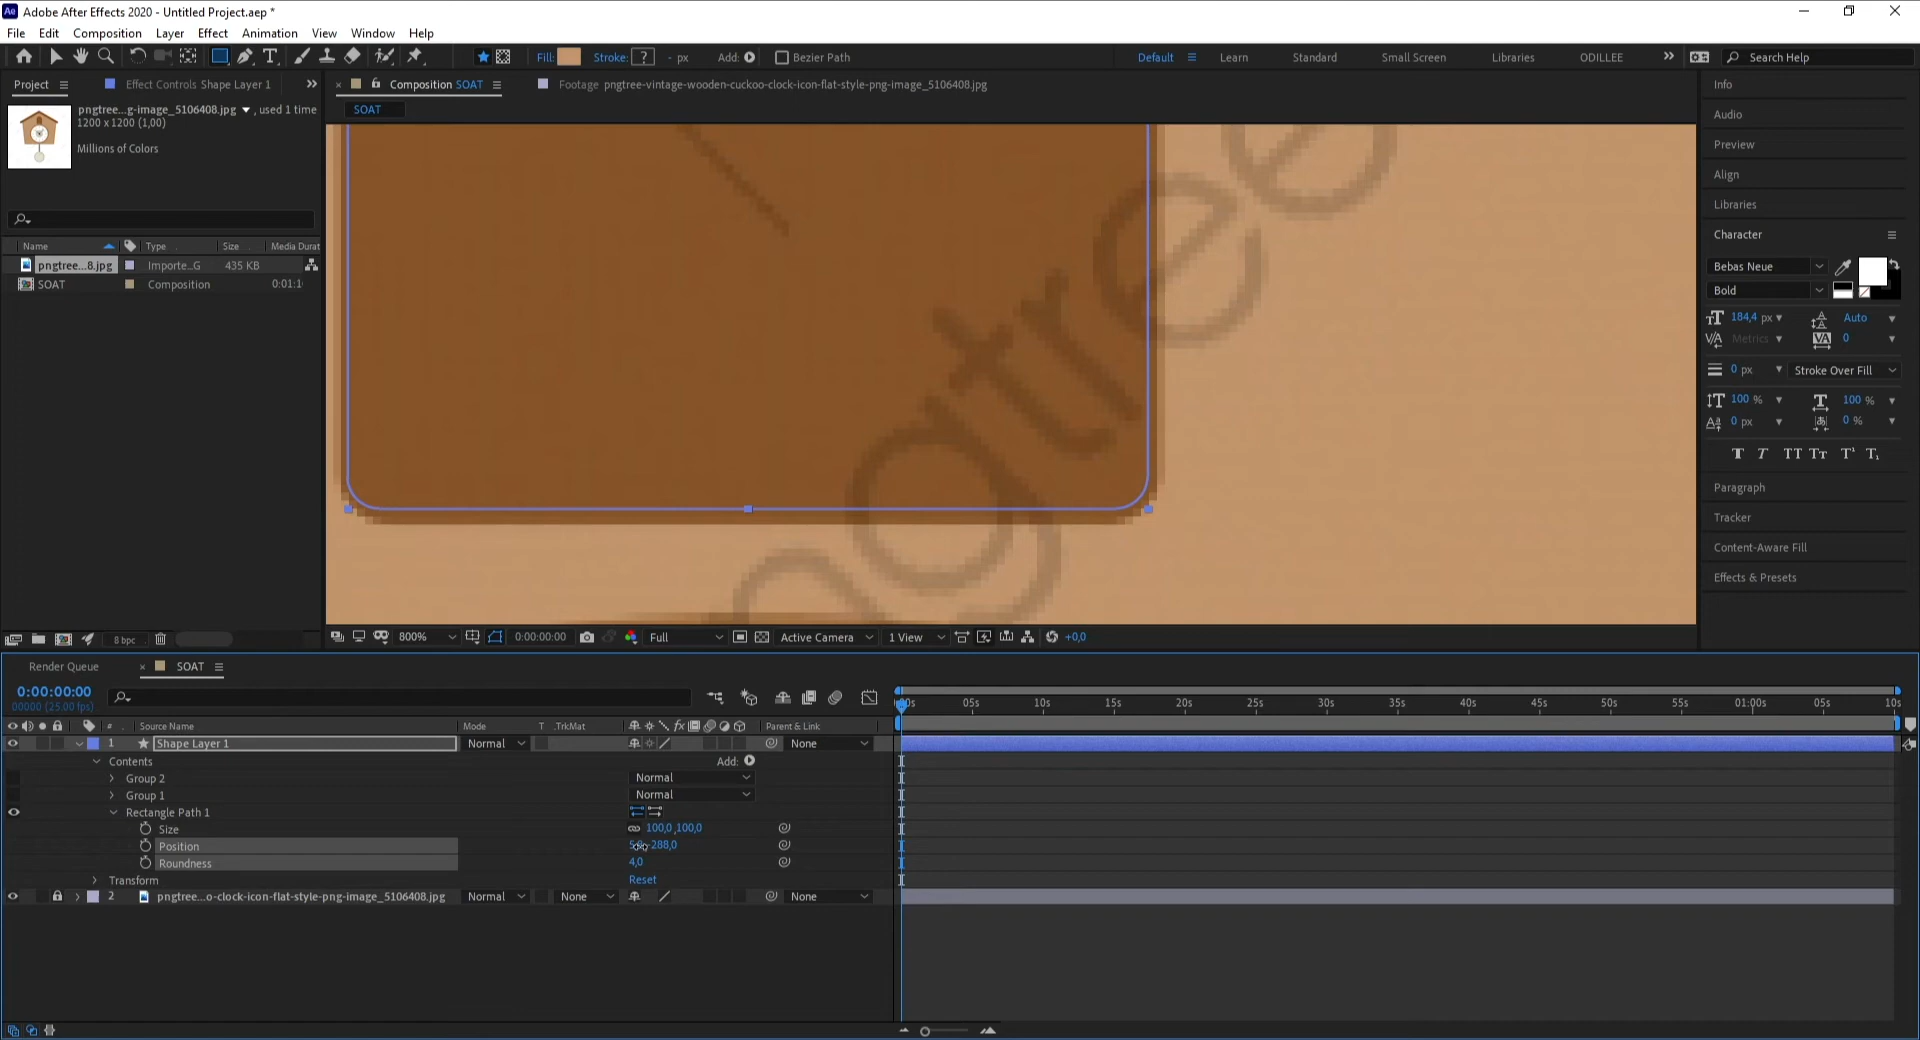 Ae Adobe After Effects 2020 - Untitled Project.aep *
File Edit Composition Layer Effect Animation Window View Help
Fill: Stroke: ? - px Add: Bezier Path Default Learn Standard Small Screen Libraries ODILLEE Search Help
Project Effect Controls Shape Layer 1
Composition SOAT Footage pngtree-vintage-wooden-cuckoo-clock-icon-flat-style-png-image_5106408.jpg
SOAT
pngtree...g-image_5106408.jpg , used 1 time
1200 x 1200 (1,00)
Millions of Colors
Name Type Size Media Durat
pngtree...8.jpg Importe...G 435 KB
SOAT Composition 0:01:1
8 bpc
800% 0:00:00:00 Full Active Camera 1 View +0,0
Info
Audio
Preview
Align
Libraries
Character
Bebas Neue
Bold
184,4 px Auto
Metrics 0
0 px Stroke Over Fill
100 % 100 %
0 px 0 %
T T TT Tт T¹ T₁
Paragraph
Tracker
Content-Aware Fill
Effects & Presets
Render Queue SOAT
0:00:00:00
00000 (25.00 fps)
05s 10s 15s 20s 25s 30s 35s 40s 45s 50s 55s 01:00s 05s 10s
# Source Name Mode T .TrkMat Parent & Link
1 Shape Layer 1 Normal None
Contents Add:
Group 2 Normal
Group 1 Normal
Rectangle Path 1
Size 100,0,100,0
Position -288,0
Roundness 4,0
Transform Reset
2 pngtree...o-clock-icon-flat-style-png-image_5106408.jpg Normal None None